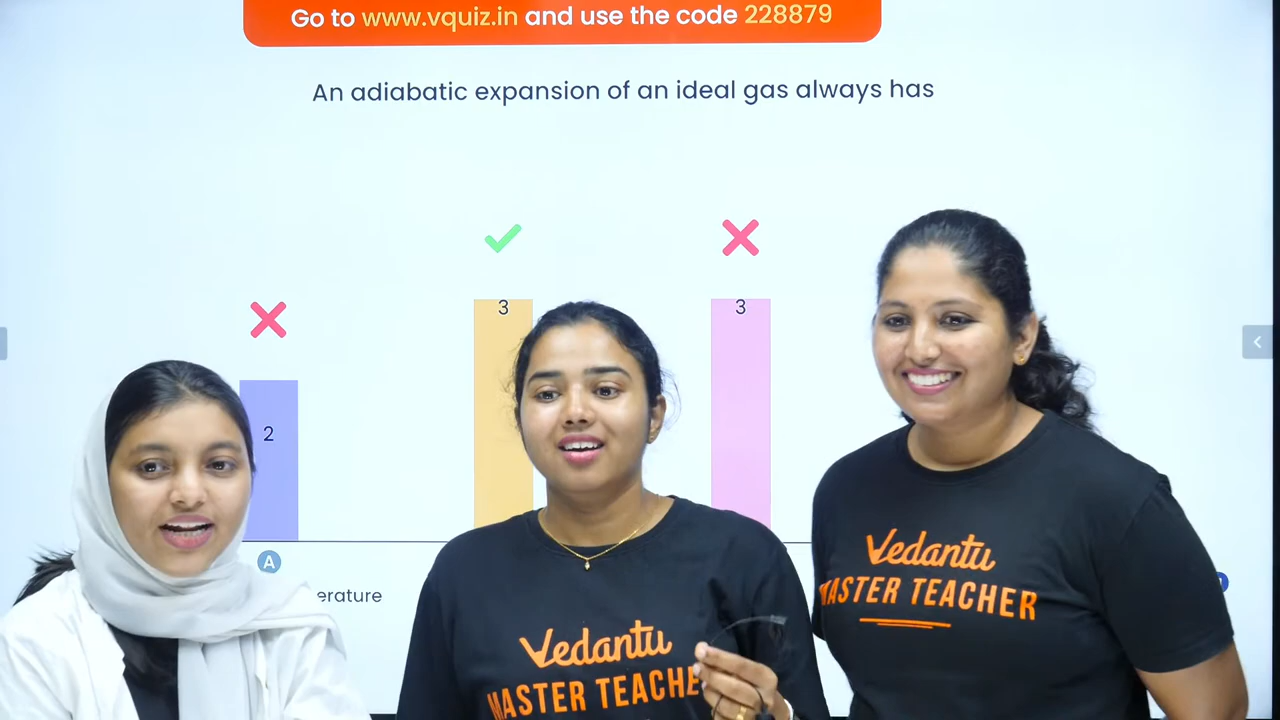 Go to www.vquiz.in and use the code 228879
An adiabatic expansion of an ideal gas always has
3
3
2
A
erature
Vedantu
MASTER TEACHER
Vedantu
MASTER TEACHE